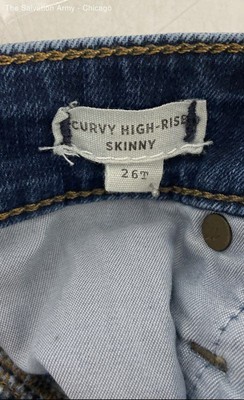 The Salvation Army - Chicago
CURVY HIGH-RISE
SKINNY
26T